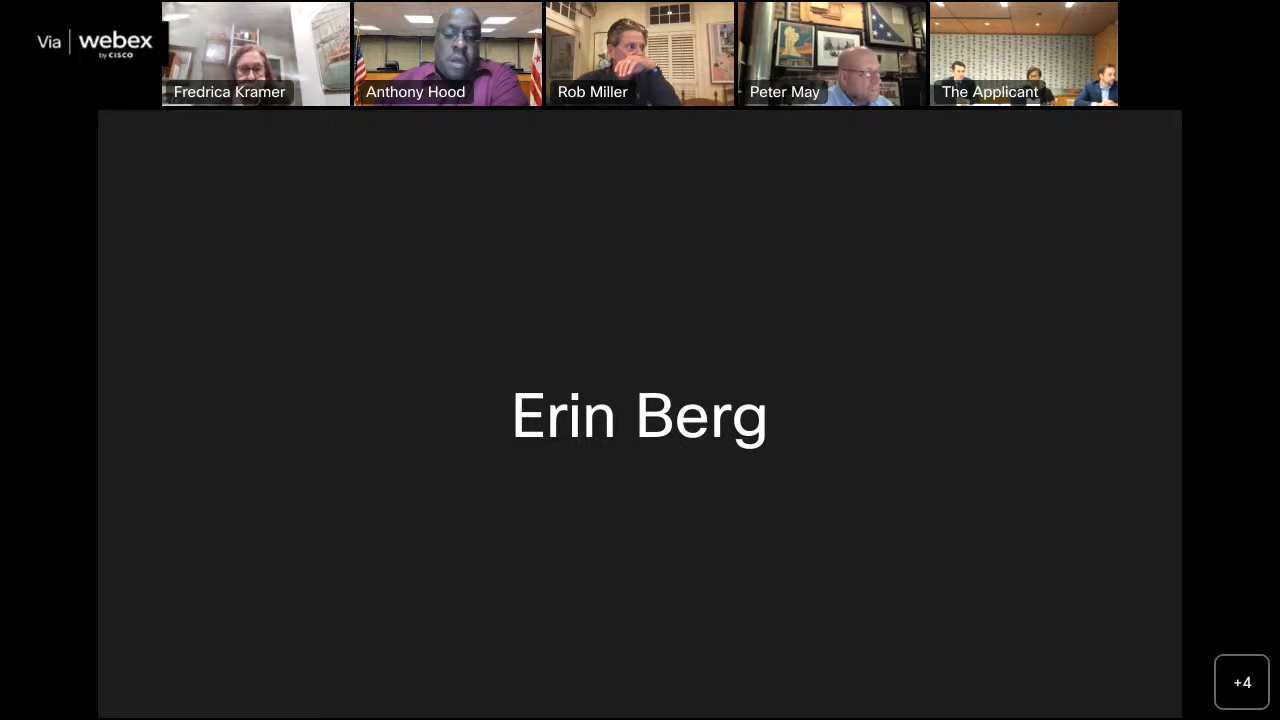 Via | webex
by CISCO
Fredrica Kramer
Anthony Hood
Rob Miller
Peter May
The Applicant
Erin Berg
+4